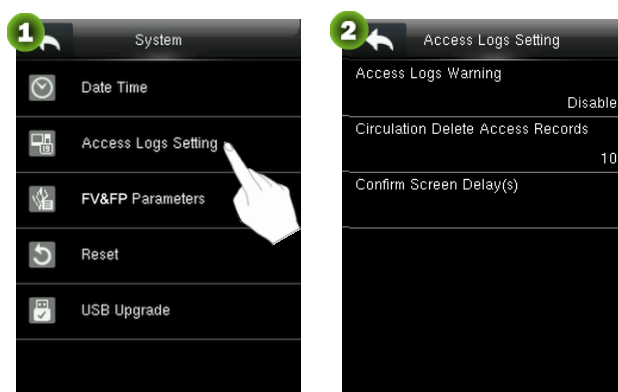 1
System
Date Time
Access Logs Setting
FV&FP Parameters
Reset
USB Upgrade
2
Access Logs Setting
Access Logs Warning
Disable
Circulation Delete Access Records
10
Confirm Screen Delay(s)